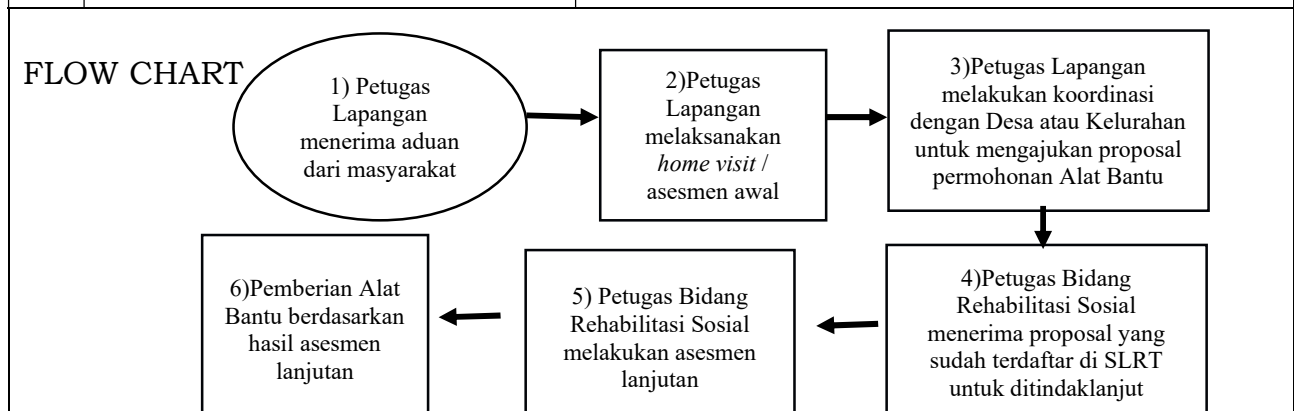 FLOW CHART
1) Petugas
Lapangan
menerima aduan
dari masyarakat
2)Petugas
Lapangan
melaksanakan
home visit /
asesmen awal
3)Petugas Lapangan
melakukan koordinasi
dengan Desa atau Kelurahan
untuk mengajukan proposal
permohonan Alat Bantu
4)Petugas Bidang
Rehabilitasi Sosial
menerima proposal yang
sudah terdaftar di SLRT
untuk ditindaklanjut
5) Petugas Bidang
Rehabilitasi Sosial
melakukan asesmen
lanjutan
6)Pemberian Alat
Bantu berdasarkan
hasil asesmen
lanjutan